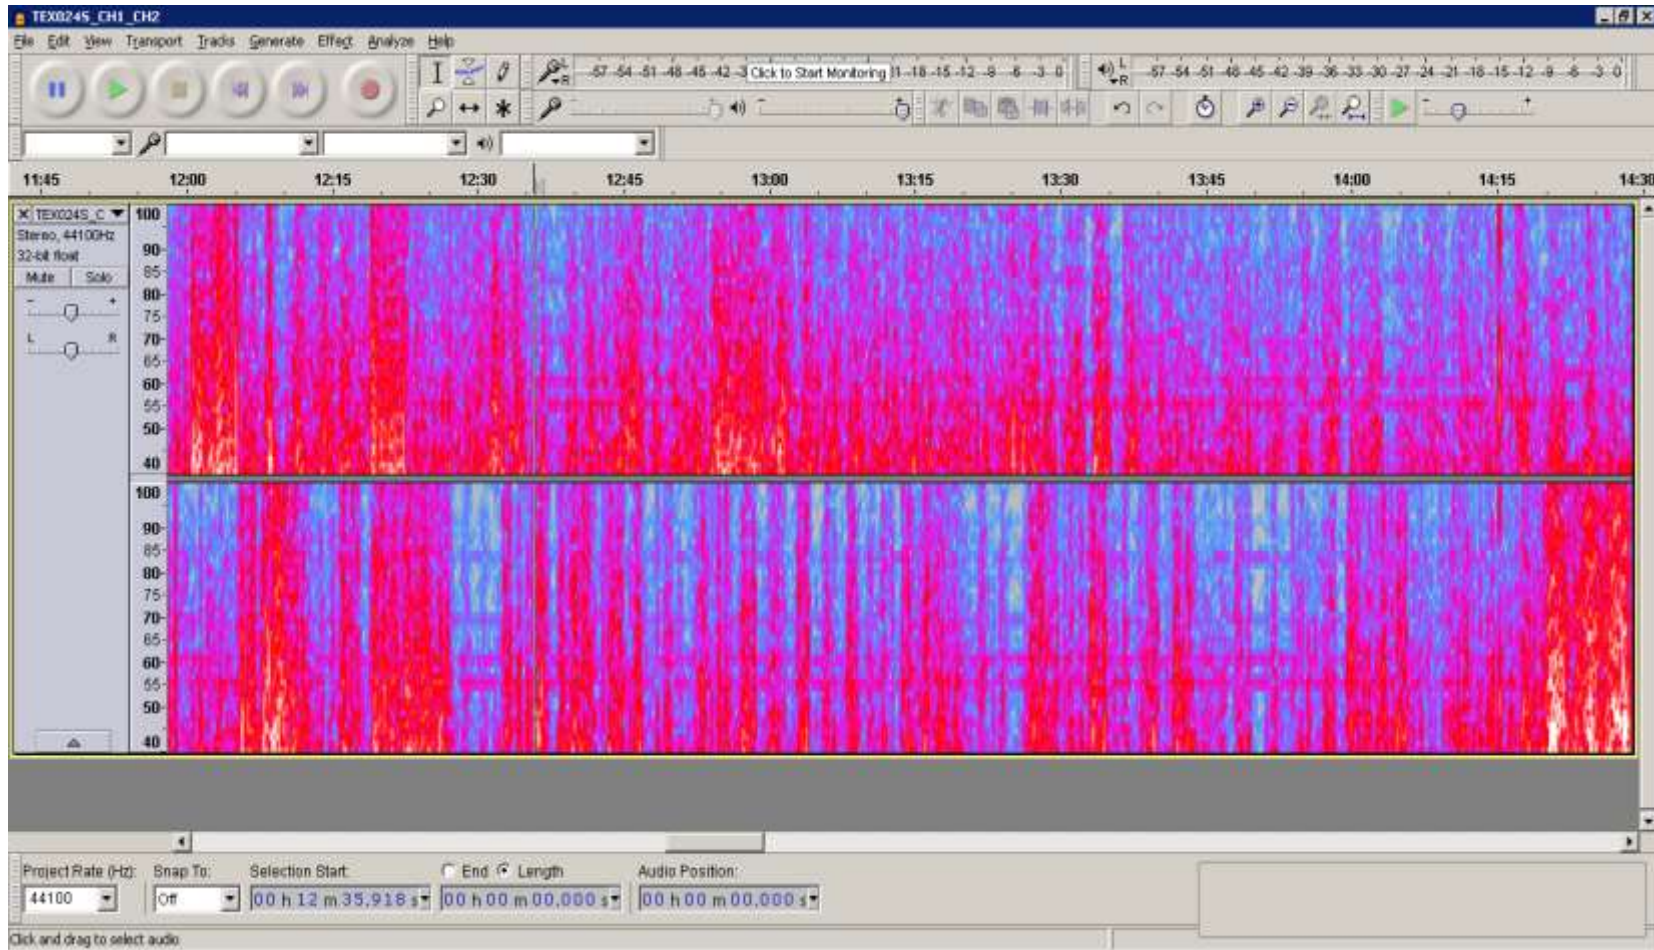 TEX024S_CH1_CH2
File Edit View Transport Tracks Generate Effect Analyze Help
L R -57 -54 -51 -48 -45 -42 -3 Click to Start Monitoring 1 -18 -15 -12 -9 -6 -3 0 L R -57 -54 -51 -48 -45 -42 -39 -36 -33 -30 -27 -24 -21 -18 -15 -12 -9 -6 -3 0
11:45 12:00 12:15 12:30 12:45 13:00 13:15 13:30 13:45 14:00 14:15 14:30
TEX024S_C
Stereo, 44100Hz
32-bit float
Mute Solo
- +
L R
100
90
85
80
75
70
65
60
55
50
40
100
90
85
80
75
70
65
60
55
50
40
Project Rate (Hz): Snap To: Selection Start: End Length Audio Position:
44100 Off 00 h 12 m 35,918 s 00 h 00 m 00,000 s 00 h 00 m 00,000 s
Click and drag to select audio